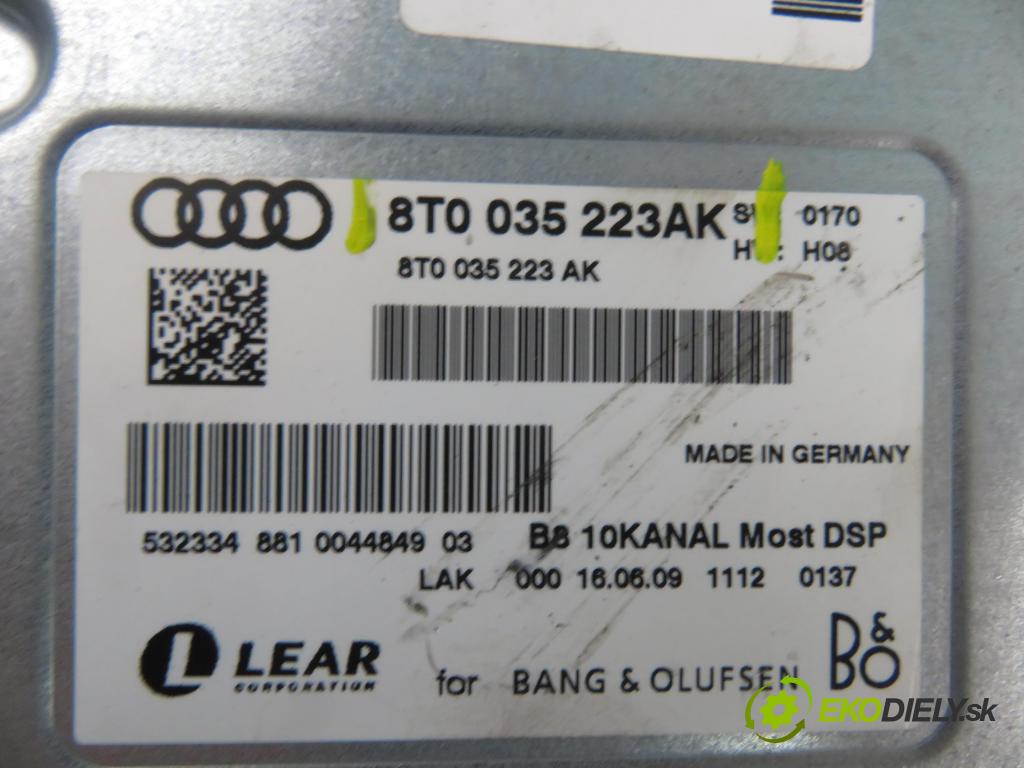 8T0 035 223AK 0170
H08
8T0 035 223 AK
MADE IN GERMANY
532334 881 0044849 03 B8 10KANAL Most DSP
LAK 000 16.06.09 1112 0137
L LEAR
CORPORATION
for BANG & OLUFSEN B&O
EKODIELY.sk